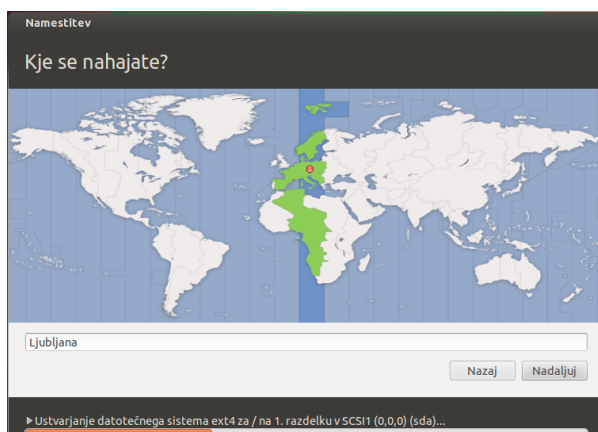 Namestitev
Kje se nahajate?
Ljubljana
Nazaj
Nadaljuj
Ustvarjanje datotečnega sistema ext4 za / na 1. razdelku v SCSI1 (0,0,0) (sda)...